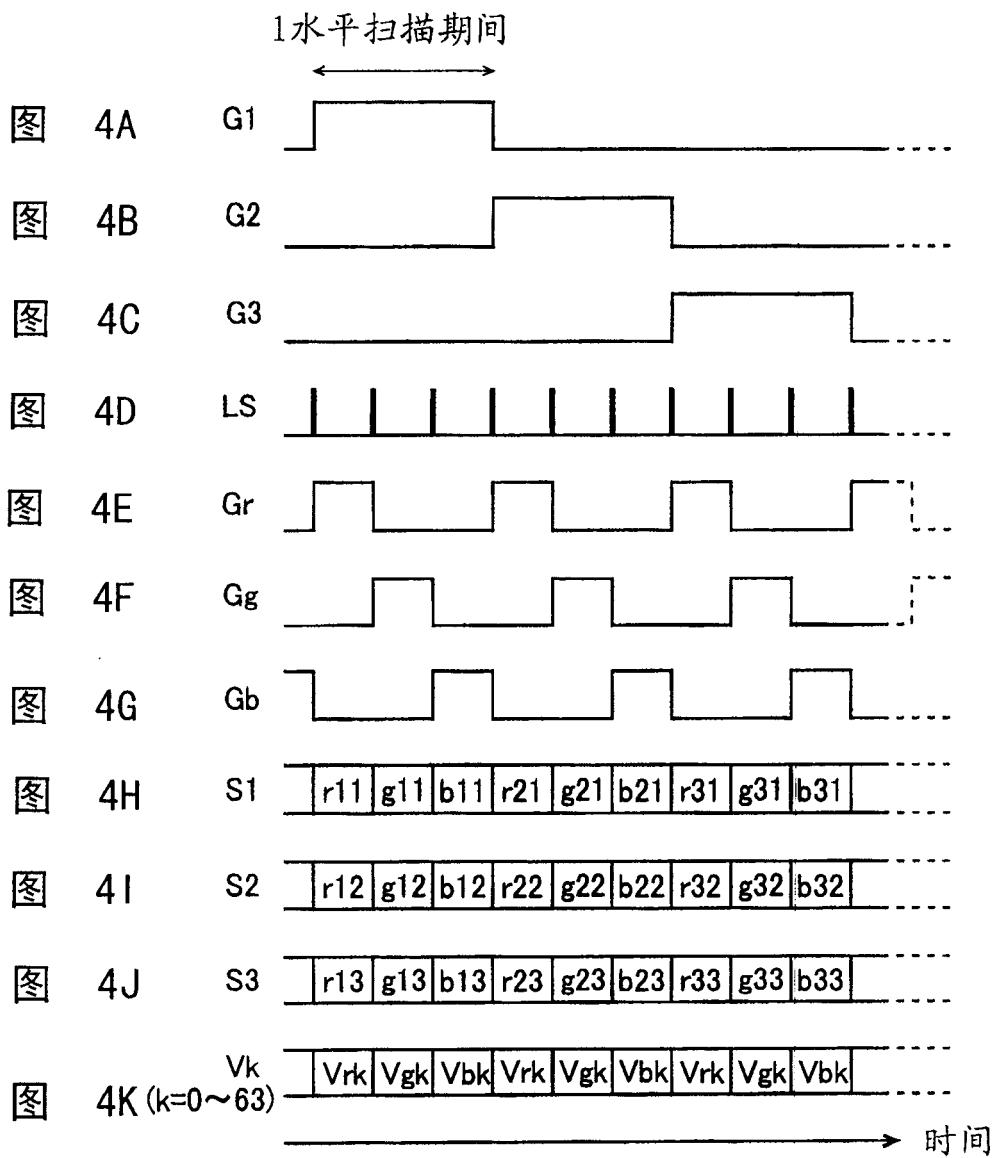 1水平扫描期间
图 4A G1
图 4B G2
图 4C G3
图 4D LS
图 4E Gr
图 4F Gg
图 4G Gb
图 4H S1 r11 g11 b11 r21 g21 b21 r31 g31 b31
图 4I S2 r12 g12 b12 r22 g22 b22 r32 g32 b32
图 4J S3 r13 g13 b13 r23 g23 b23 r33 g33 b33
Vk Vrk Vgk Vbk Vrk Vgk Vbk Vrk Vgk Vbk
图 4K (k=0~63)
时间